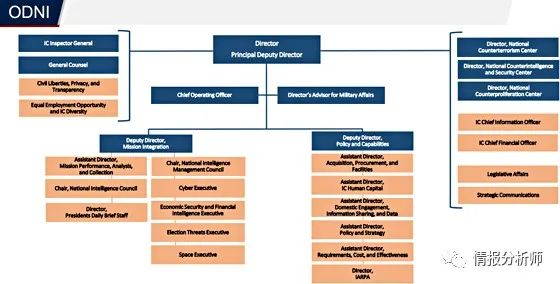 ODNI
IC Inspector General
General Counsel
Civil Liberties, Privacy, and
Transparency
Equal Employment Opportunity
and IC Diversity
Director
Principal Deputy Director
Chief Operating Officer
Director's Advisor for Military Affairs
Director, National
Counterterrorism Center
Director, National Counterintelligence
and Security Center
Director, National
Counterproliferation Center
IC Chief Information Officer
IC Chief Financial Officer
Legislative Affairs
Strategic Communications
Deputy Director,
Mission Integration
Assistant Director,
Mission Performance, Analysis,
and Collection
Chair, National Intelligence Council
Director,
Presidents Daily Brief Staff
Chair, National Intelligence
Management Council
Cyber Executive
Economic Security and Financial
Intelligence Executive
Election Threats Executive
Space Executive
Deputy Director,
Policy and Capabilities
Assistant Director,
Acquisition, Procurement, and
Facilities
Assistant Director,
IC Human Capital
Assistant Director,
Domestic Engagement,
Information Sharing, and Data
Assistant Director,
Policy and Strategy
Assistant Director,
Requirements, Cost, and Effectiveness
Director,
IARPA
情报分析师